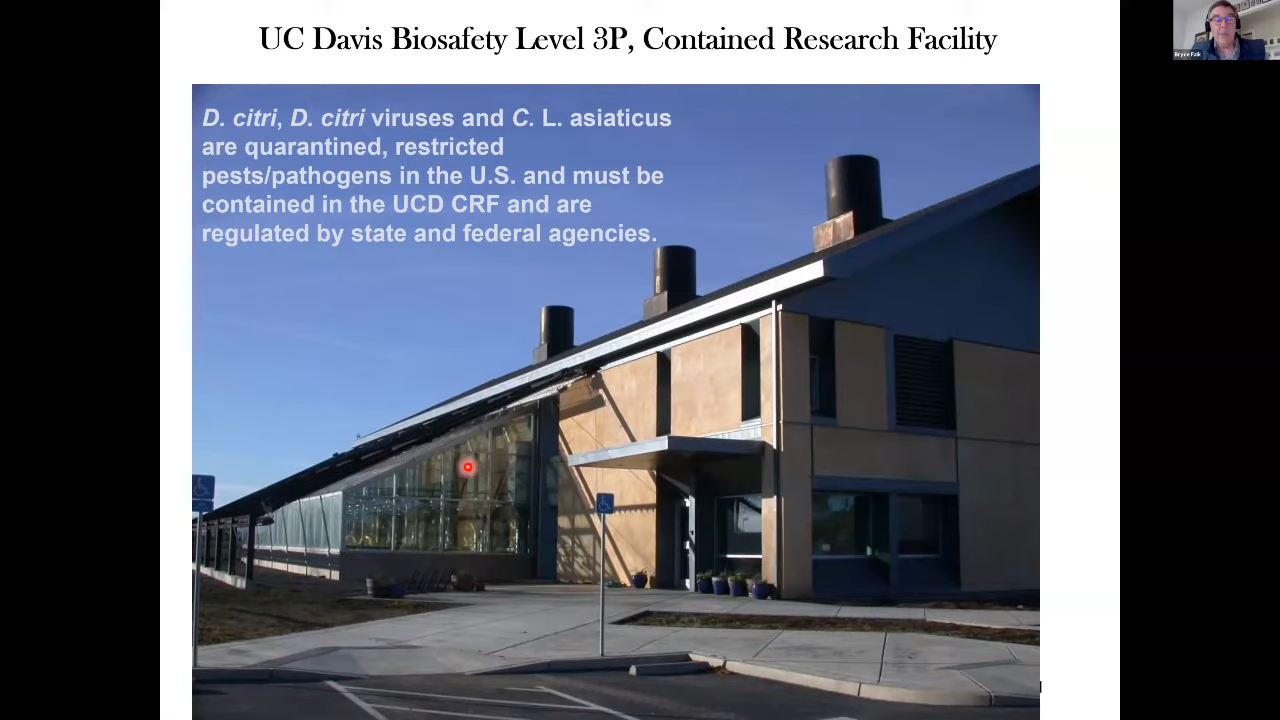 UC Davis Biosafety Level 3P, Contained Research Facility
D. citri, D. citri viruses and C. L. asiaticus
are quarantined, restricted
pests/pathogens in the U.S. and must be
contained in the UCD CRF and are
regulated by state and federal agencies.
Bryce Falk